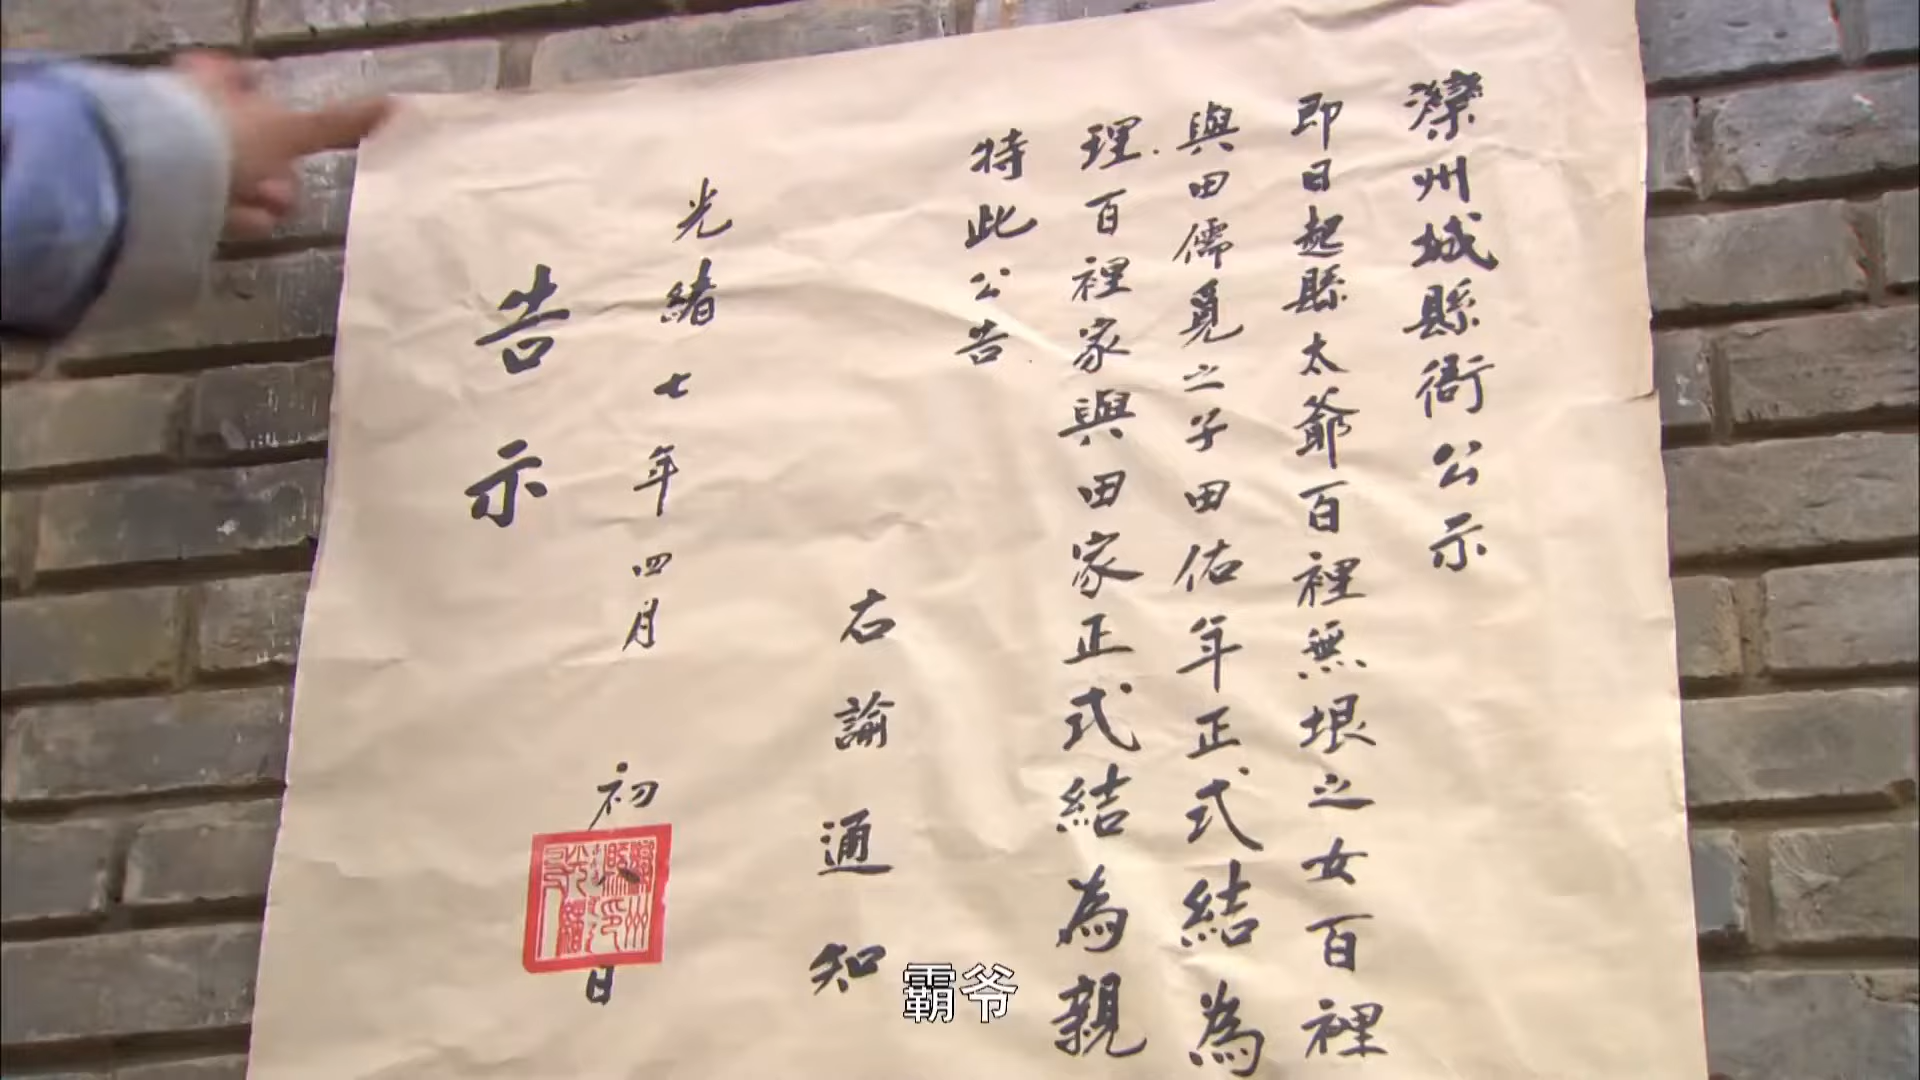 濼州城縣衙公示
即日起縣太爺百裡無垠之女百裡
與田儒覓之子田佑年正式結為
理百裡家與田家正式結為親
特此公告
右諭通知
光緒七年四月初八日
告示
霸爷